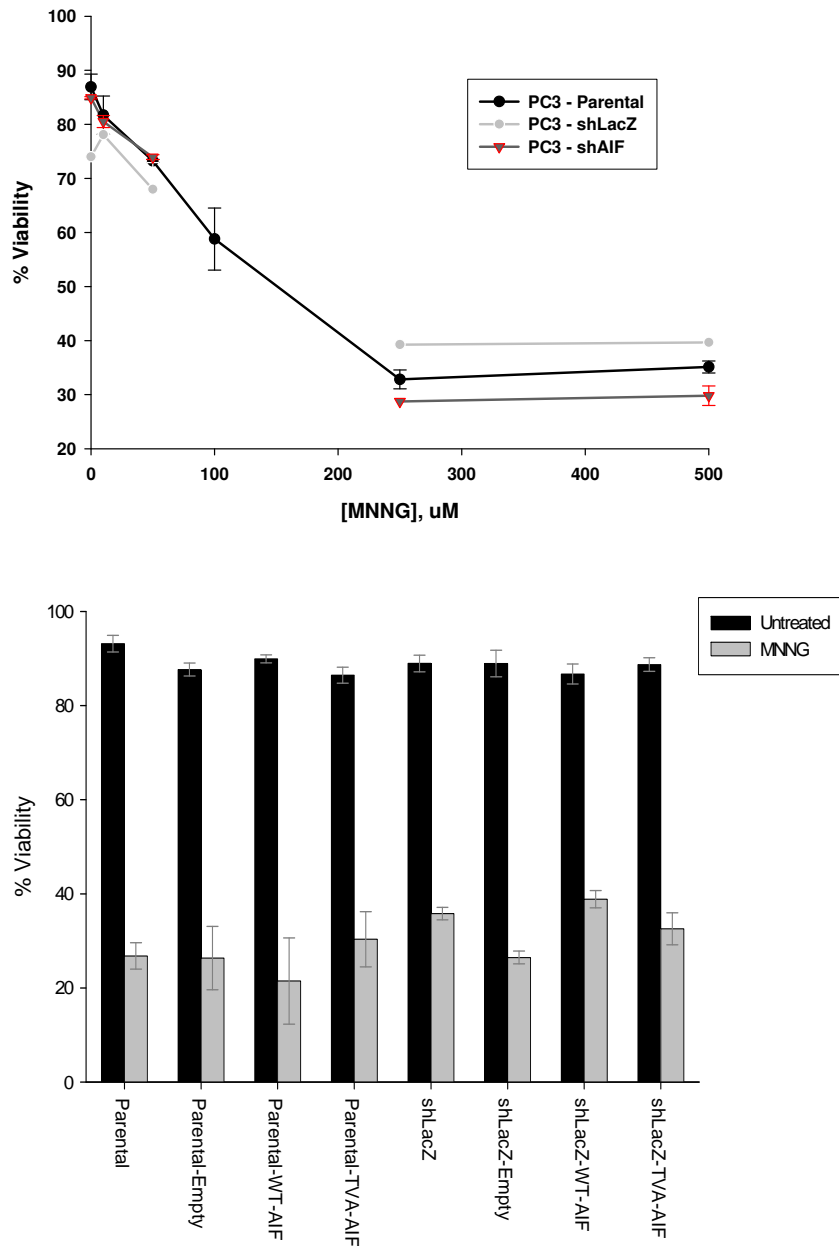 100
90
80
70
60
50
40
30
20
% Viability
PC3 - Parental
PC3 - shLacZ
PC3 - shAIF
0
100
200
300
400
500
[MNNG], uM
100
80
60
40
20
0
% Viability
Untreated
MNNG
Parental
Parental-Empty
Parental-WT-AIF
Parental-TVA-AIF
shLacZ
shLacZ-Empty
shLacZ-WT-AIF
shLacZ-TVA-AIF